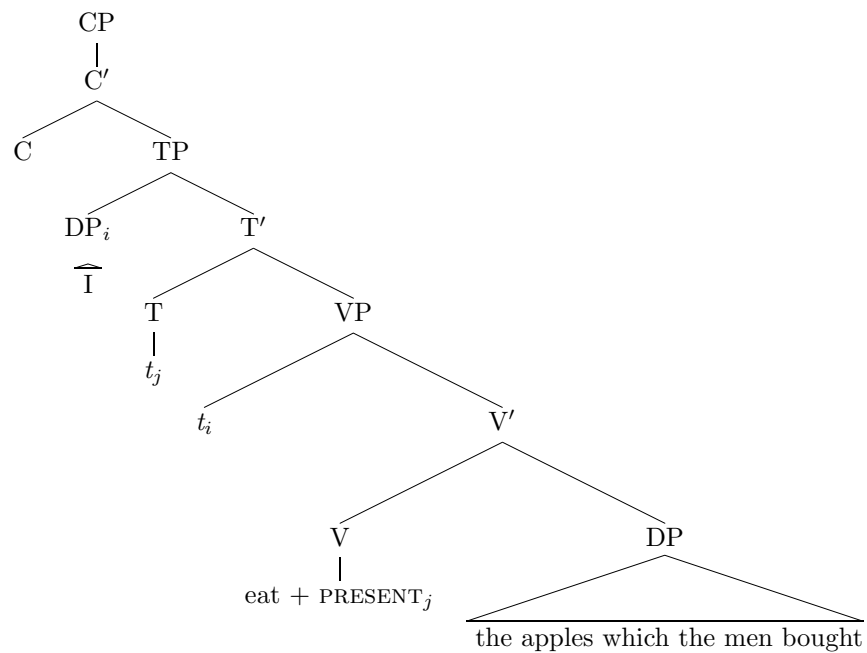 CP
C′
C TP
DPi T′
I
T VP
tj
ti V′
V DP
eat + PRESENTj
the apples which the men bought